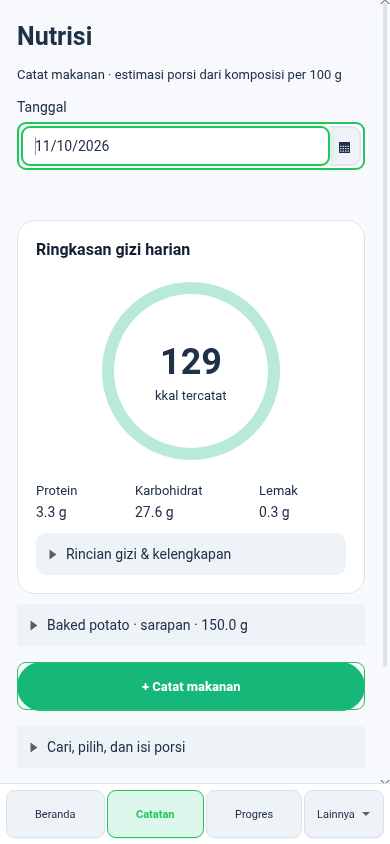 Nutrisi
Catat makanan · estimasi porsi dari komposisi per 100 g
Tanggal
11/10/2026
Ringkasan gizi harian
129
kkal tercatat
Protein Karbohidrat Lemak
3.3 g 27.6 g 0.3 g
Rincian gizi & kelengkapan
Baked potato · sarapan · 150.0 g
+ Catat makanan
Cari, pilih, dan isi porsi
Beranda Catatan Progres Lainnya